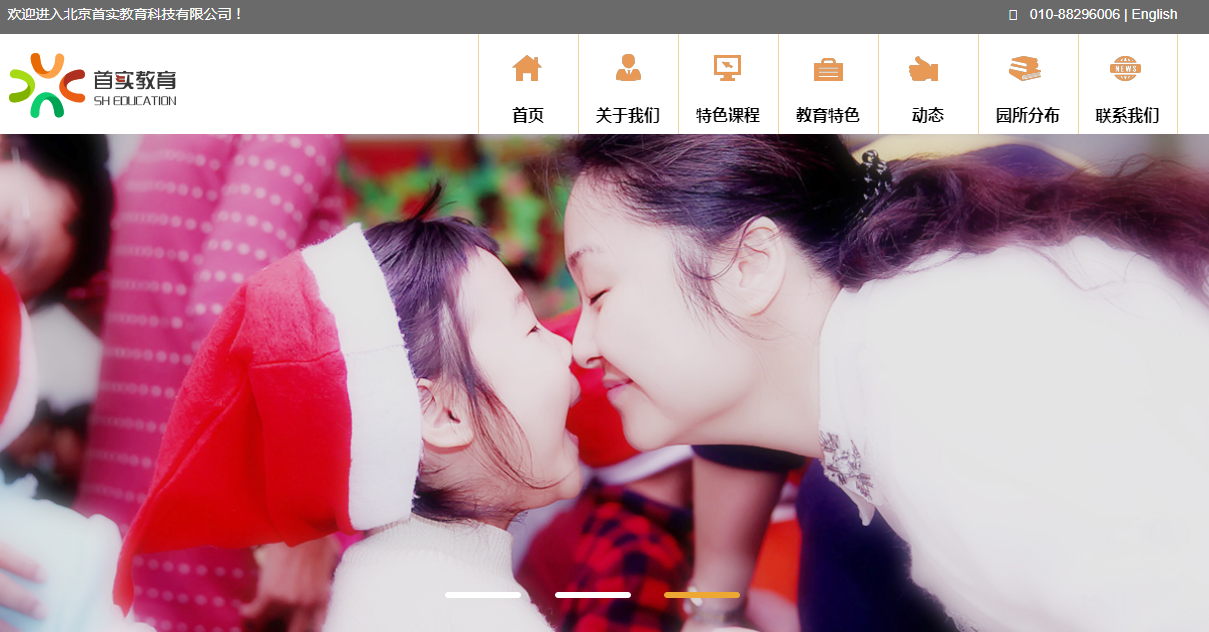 欢迎进入北京首实教育科技有限公司！
010-88296006 | English
首实教育
SH EDUCATION
NEWS
首页
关于我们
特色课程
教育特色
动态
园所分布
联系我们